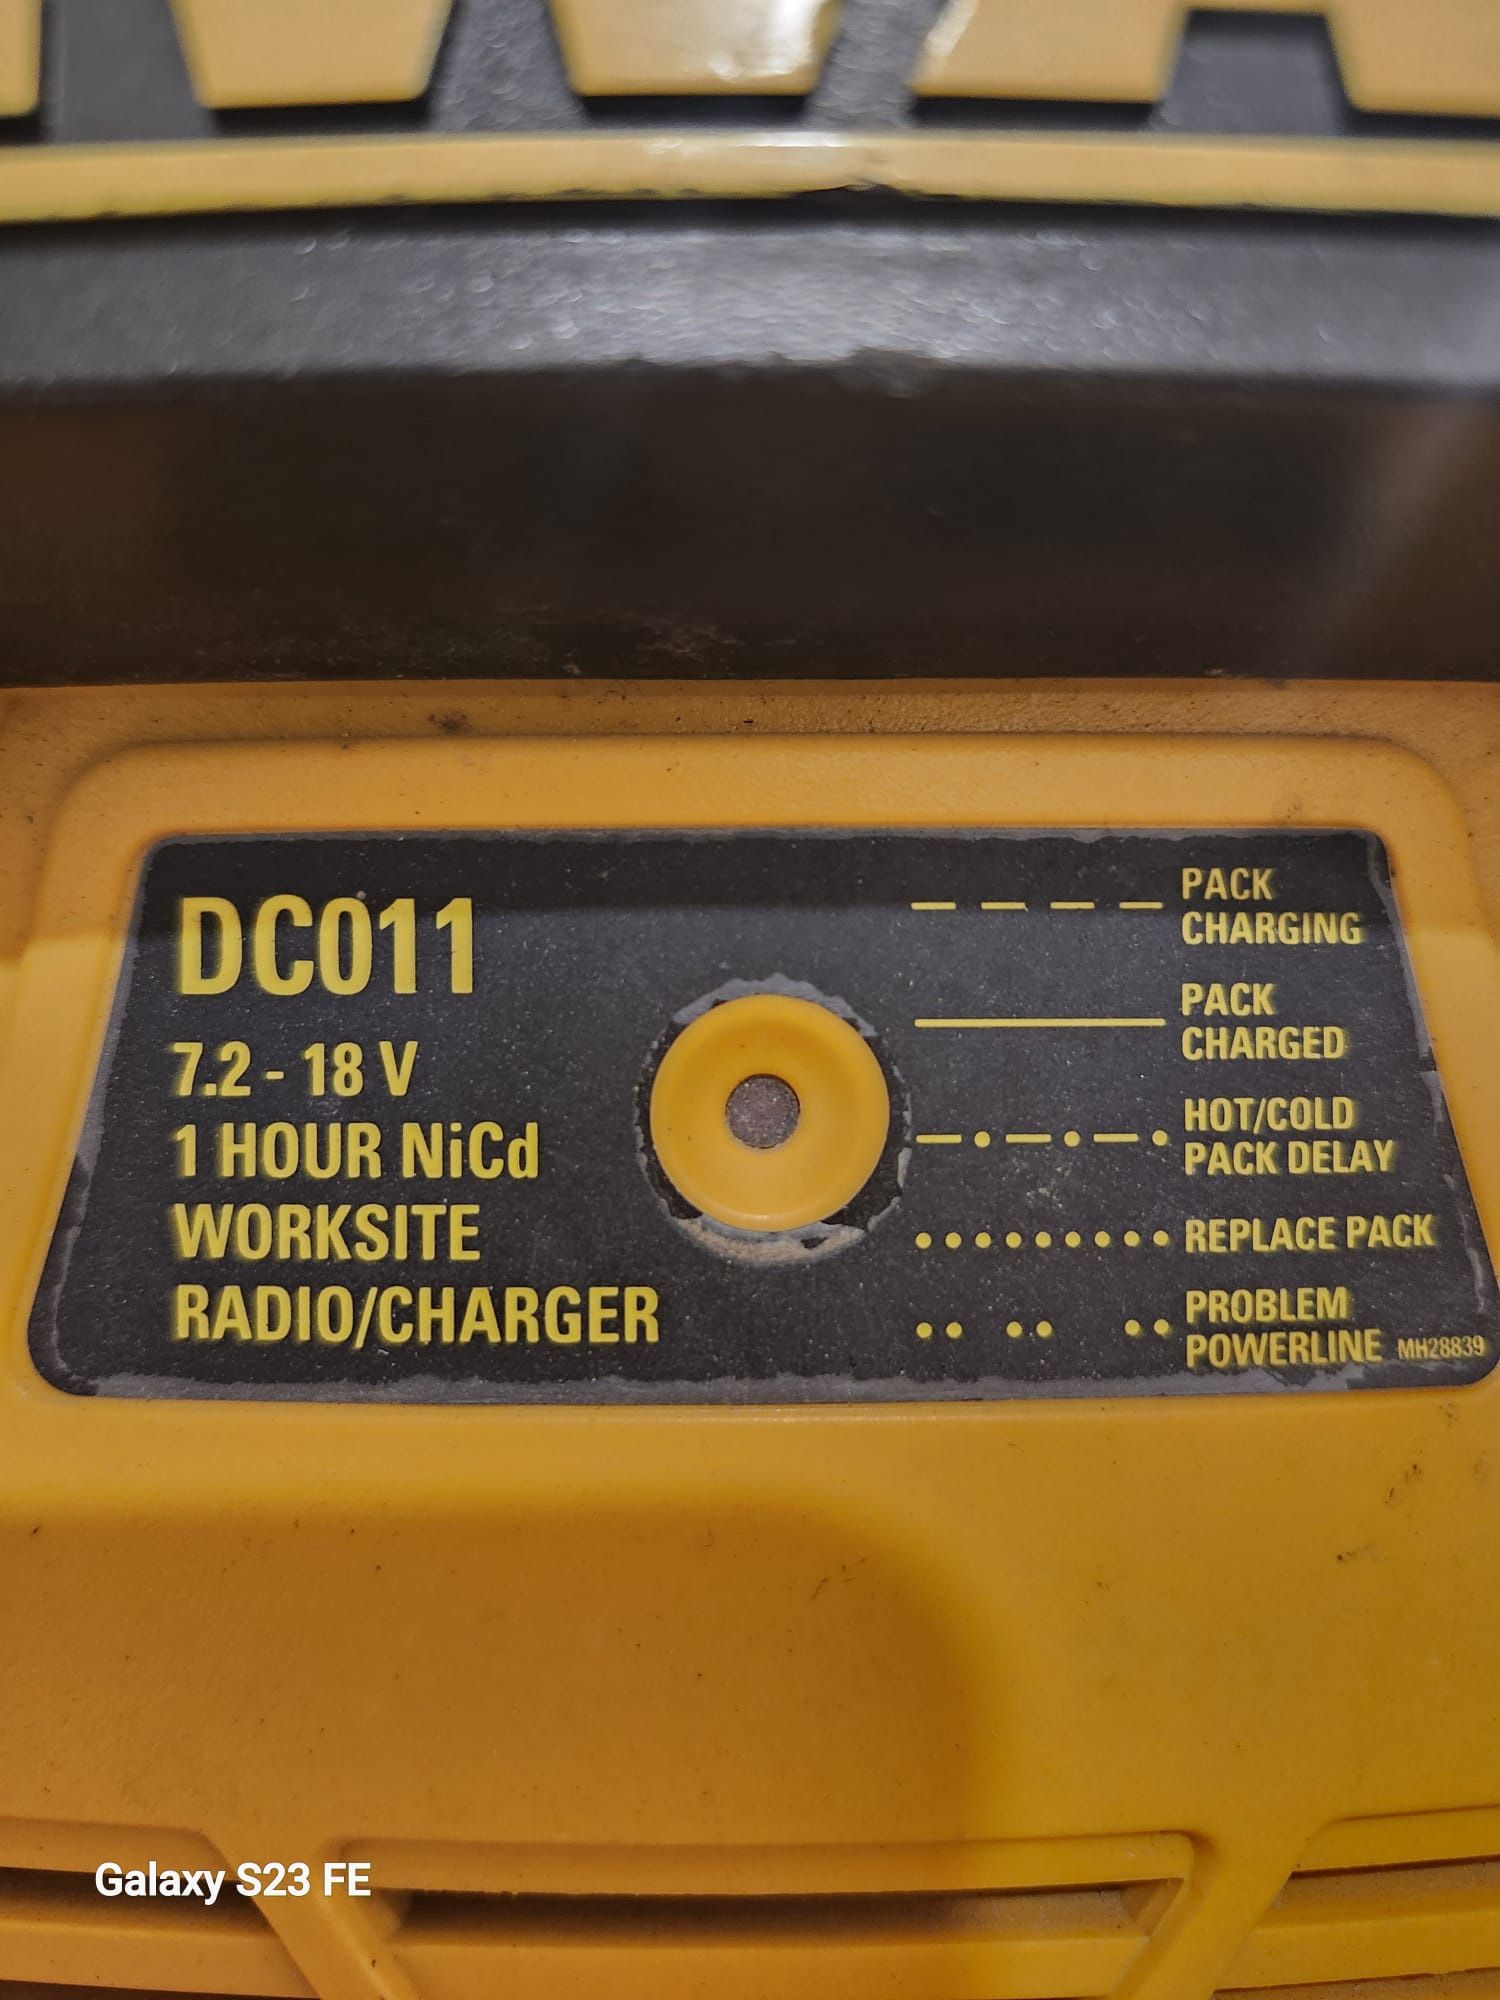 DC011
7.2 - 18 V
1 HOUR NiCd
WORKSITE
RADIO/CHARGER
PACK
CHARGING
PACK
CHARGED
HOT/COLD
PACK DELAY
REPLACE PACK
PROBLEM
POWERLINE MH28839
Galaxy S23 FE